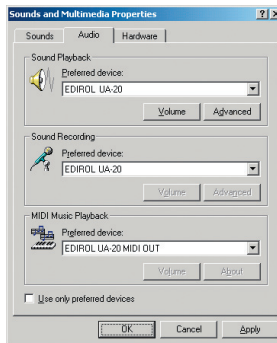 Sounds and Multimedia Properties
Sounds Audio Hardware
Sound Playback
Preferred device:
EDIROL UA-20
Volume Advanced
Sound Recording
Preferred device:
EDIROL UA-20
Volume Advanced
MIDI Music Playback
Preferred device:
EDIROL UA-20 MIDI OUT
Volume About
Use only preferred devices
OK Cancel Apply